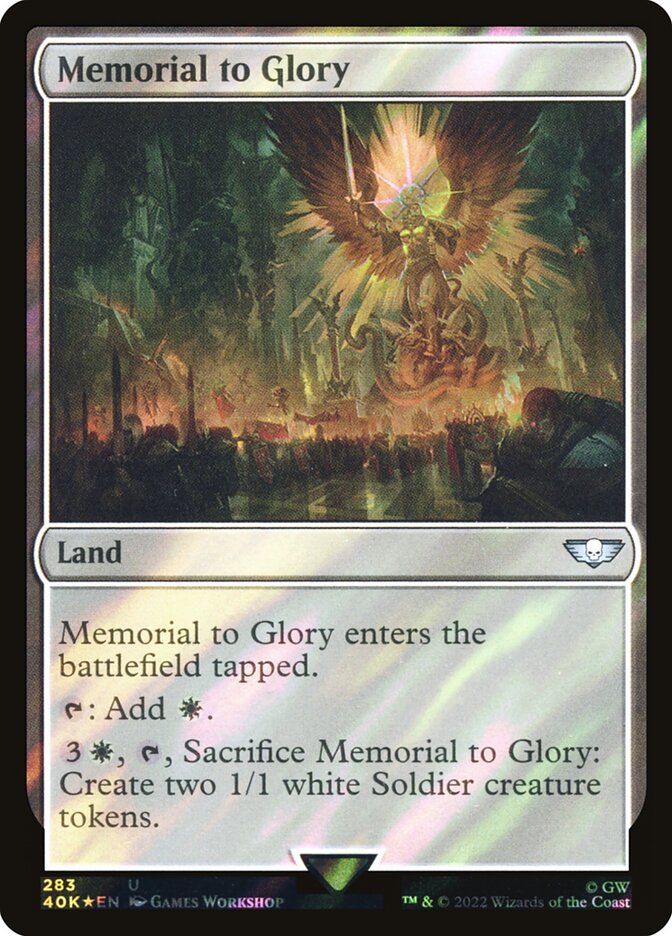 Memorial to Glory
Land
Memorial to Glory enters the
battlefield tapped.
: Add .
3 , , Sacrifice Memorial to Glory:
Create two 1/1 white Soldier creature
tokens.
283 U
40K★EN Games Workshop
© GW
™ & © 2022 Wizards of the Coast